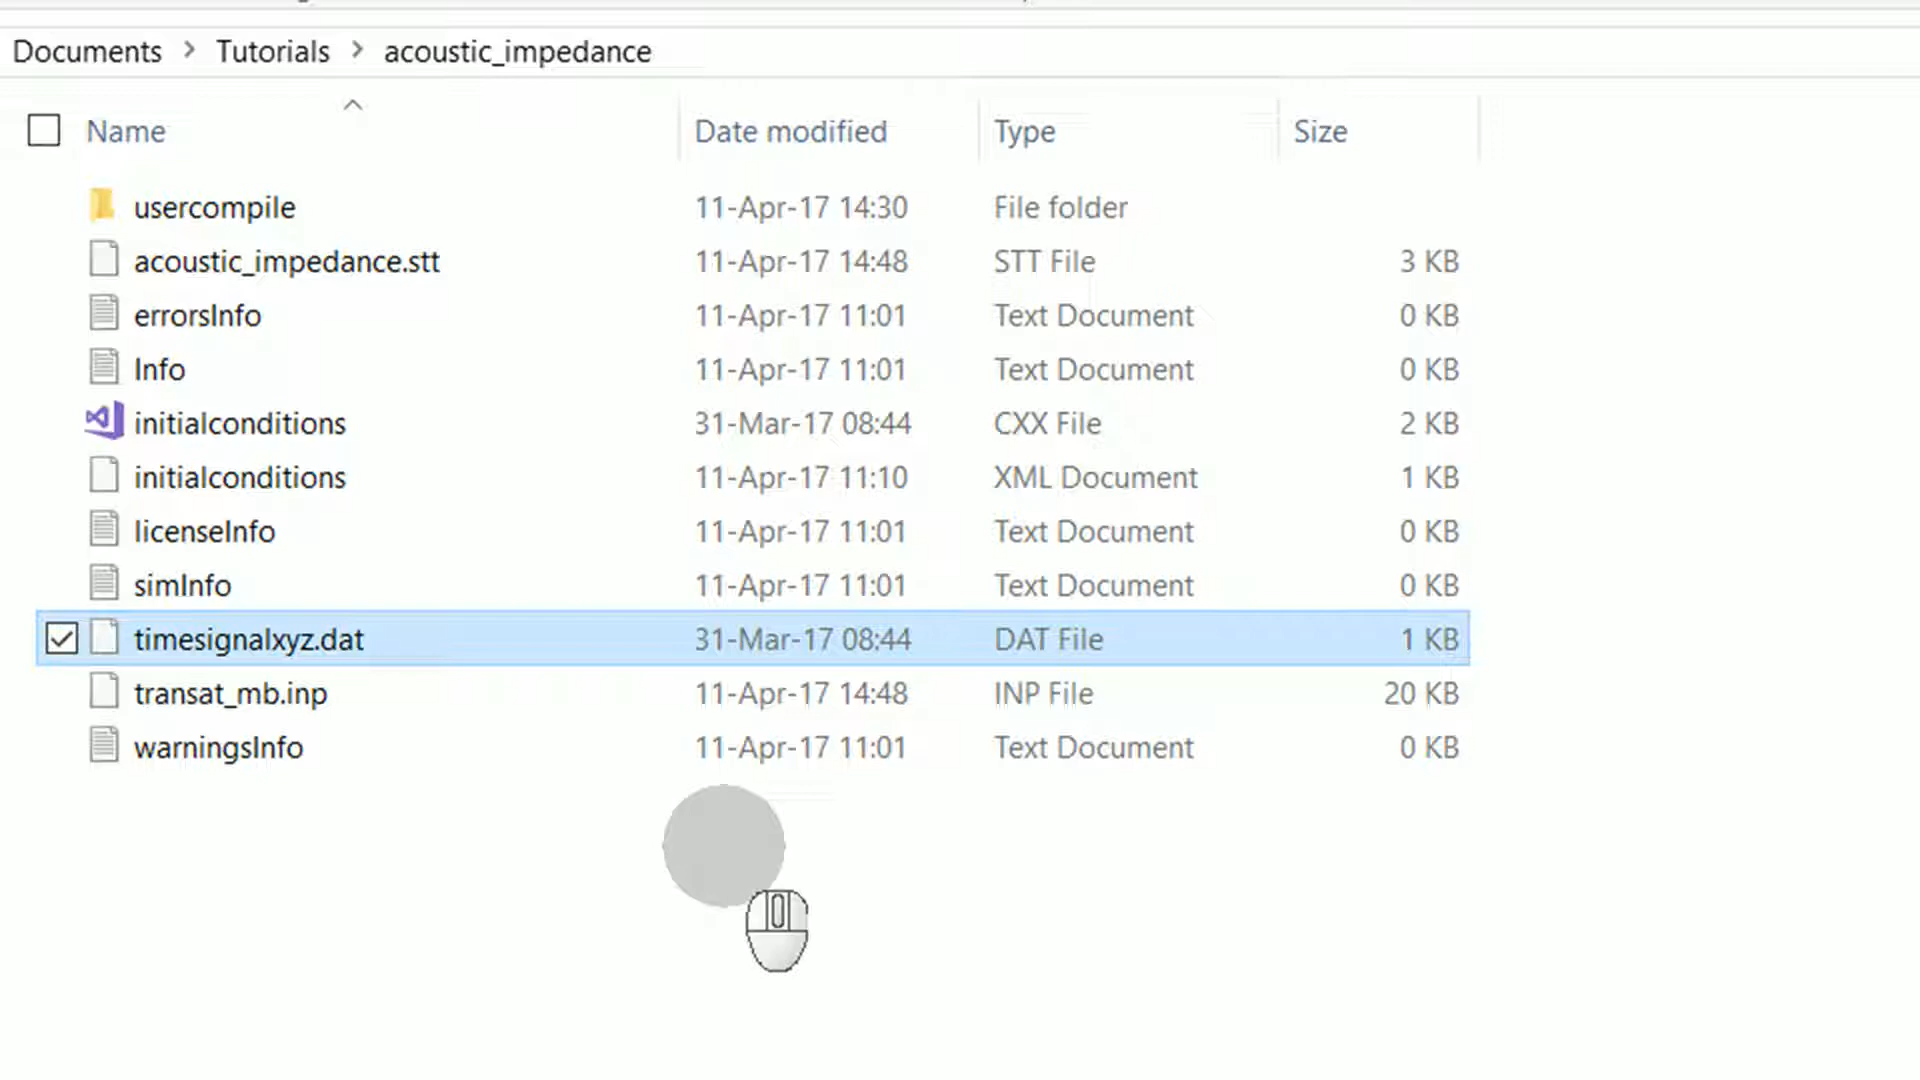 Documents > Tutorials > acoustic_impedance
Name Date modified Type Size
usercompile 11-Apr-17 14:30 File folder
acoustic_impedance.stt 11-Apr-17 14:48 STT File 3 KB
errorsInfo 11-Apr-17 11:01 Text Document 0 KB
Info 11-Apr-17 11:01 Text Document 0 KB
initialconditions 31-Mar-17 08:44 CXX File 2 KB
initialconditions 11-Apr-17 11:10 XML Document 1 KB
licenseInfo 11-Apr-17 11:01 Text Document 0 KB
simInfo 11-Apr-17 11:01 Text Document 0 KB
timesignalxyz.dat 31-Mar-17 08:44 DAT File 1 KB
transat_mb.inp 11-Apr-17 14:48 INP File 20 KB
warningsInfo 11-Apr-17 11:01 Text Document 0 KB